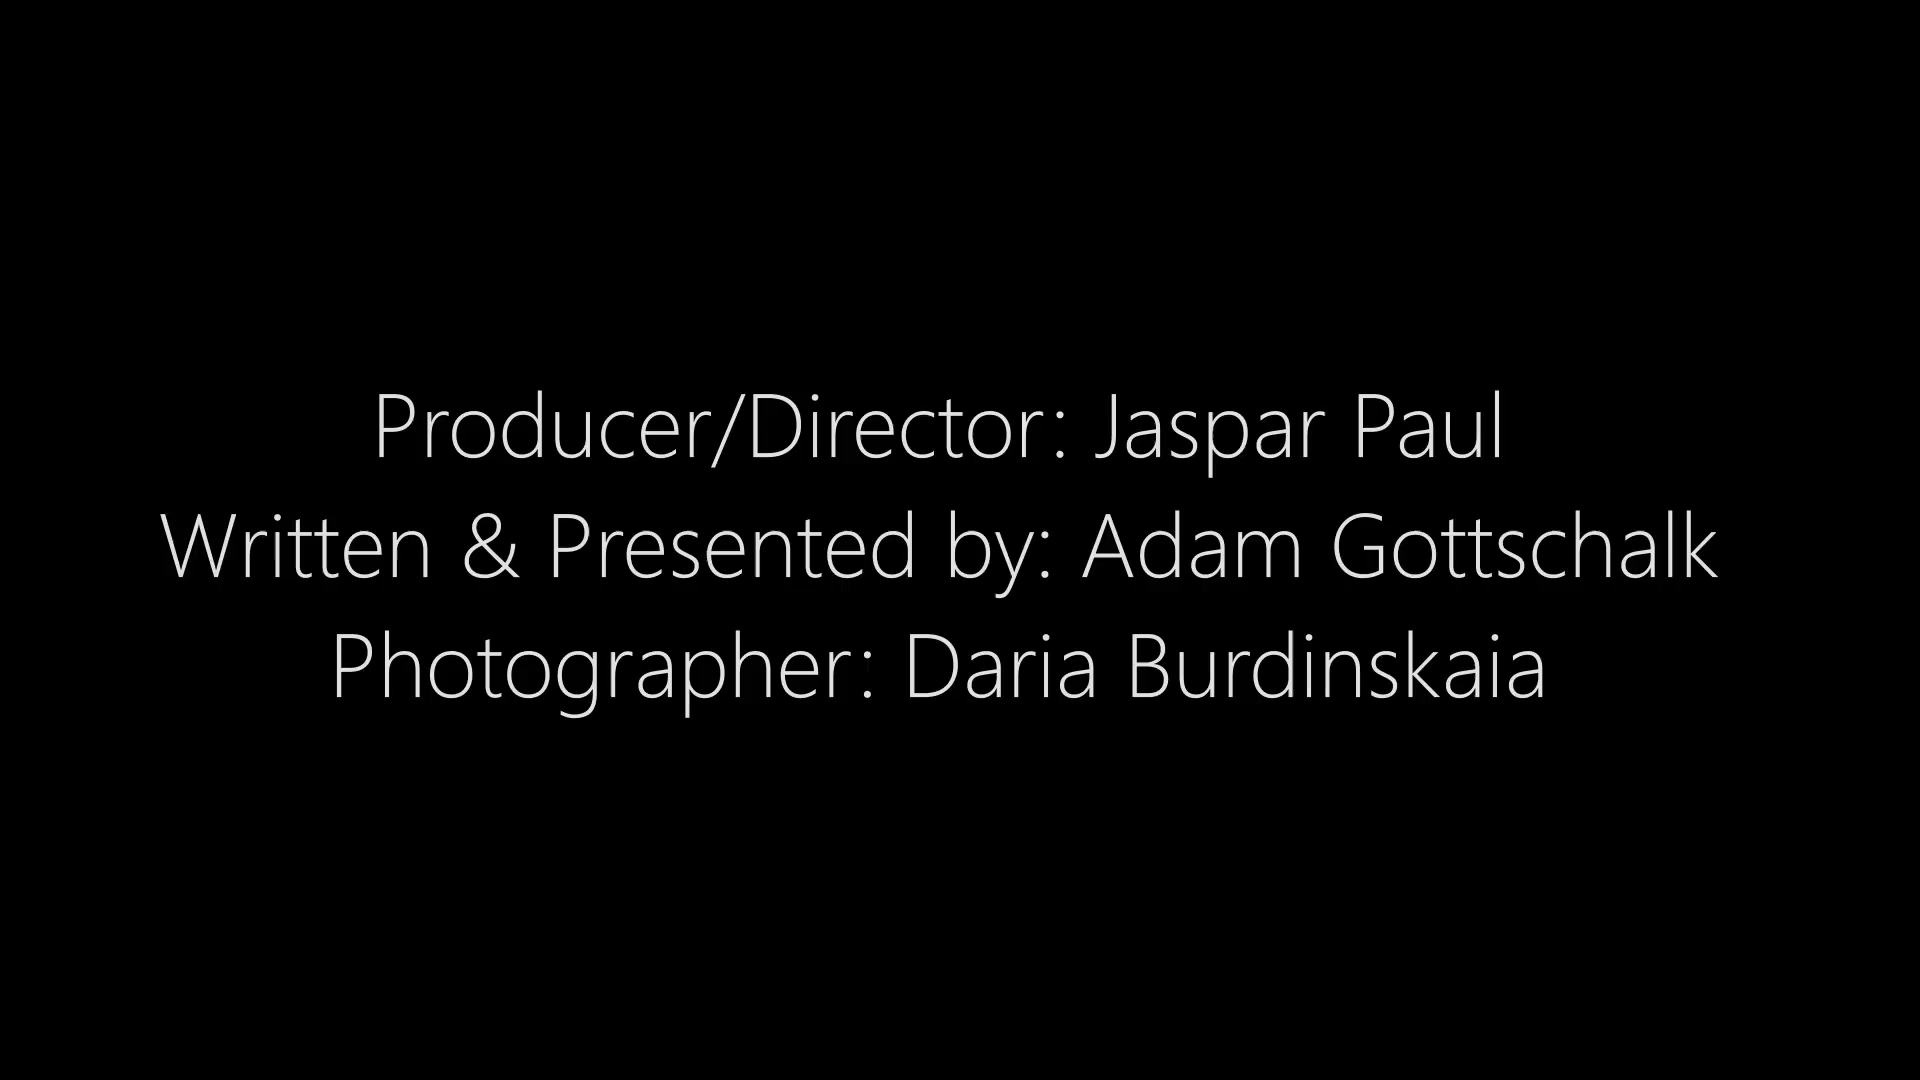 Producer/Director: Jaspar Paul
Written & Presented by: Adam Gottschalk
Photographer: Daria Burdinskaia